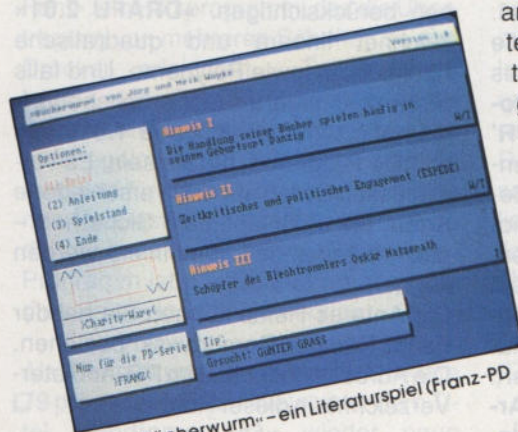 »Bücherwurm« von Jörg und Meik Woyke
Version 1.0
Optionen:
(1) Spiel
(2) Anleitung
(3) Spielstand
(4) Ende
>Charity-Ware<
Nur für die PD-Serie
>FRANZ<
Hinweis I
Die Handlung seiner Bücher spielen häufig in
seinem Geburtsort Danzig
W/T
Hinweis II
Zeitkritisches und politisches Engagement (ESPEDE)
W/T
Hinweis III
Schöpfer des Blechtrommlers Oskar Matzerath
Tip:
Gesucht: GüNTER GRASS
cherwurm“ – ein Literaturspiel (Franz-PD